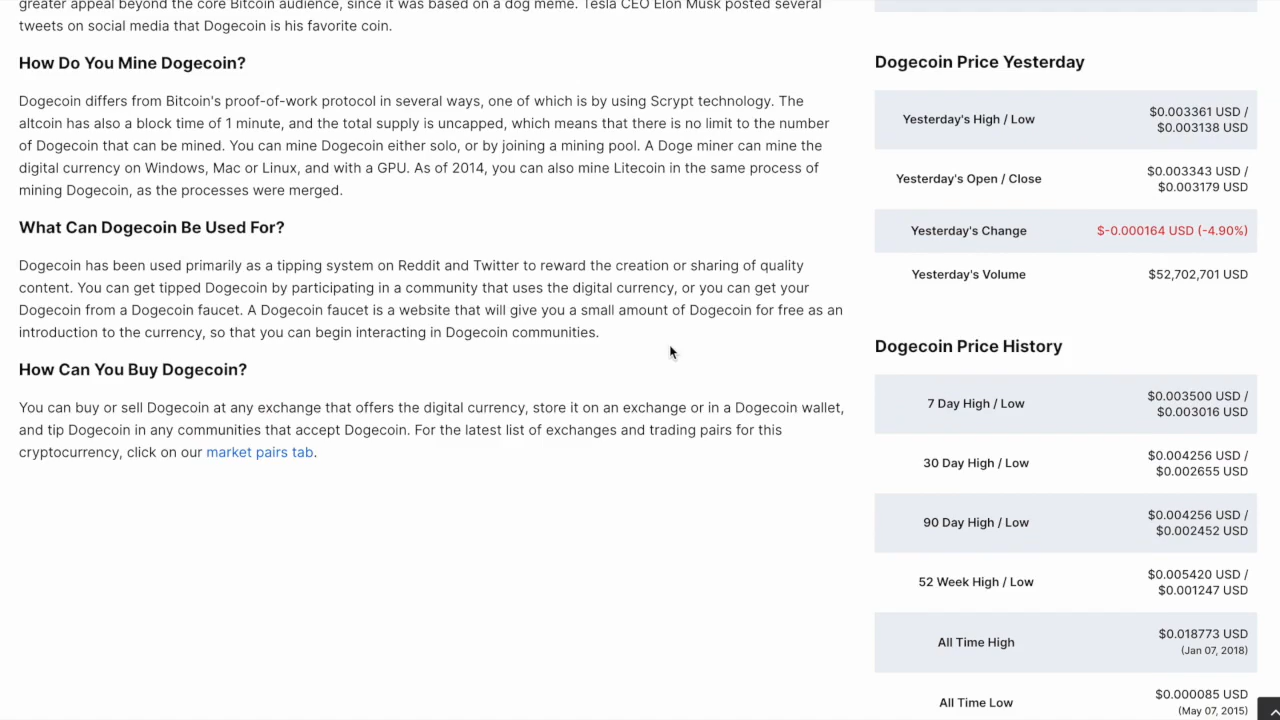 greater appeal beyond the core Bitcoin audience, since it was based on a dog meme. Tesla CEO Elon Musk posted several
tweets on social media that Dogecoin is his favorite coin.
How Do You Mine Dogecoin?
Dogecoin differs from Bitcoin's proof-of-work protocol in several ways, one of which is by using Scrypt technology. The
altcoin has also a block time of 1 minute, and the total supply is uncapped, which means that there is no limit to the number
of Dogecoin that can be mined. You can mine Dogecoin either solo, or by joining a mining pool. A Doge miner can mine the
digital currency on Windows, Mac or Linux, and with a GPU. As of 2014, you can also mine Litecoin in the same process of
mining Dogecoin, as the processes were merged.
What Can Dogecoin Be Used For?
Dogecoin has been used primarily as a tipping system on Reddit and Twitter to reward the creation or sharing of quality
content. You can get tipped Dogecoin by participating in a community that uses the digital currency, or you can get your
Dogecoin from a Dogecoin faucet. A Dogecoin faucet is a website that will give you a small amount of Dogecoin for free as an
introduction to the currency, so that you can begin interacting in Dogecoin communities.
How Can You Buy Dogecoin?
You can buy or sell Dogecoin at any exchange that offers the digital currency, store it on an exchange or in a Dogecoin wallet,
and tip Dogecoin in any communities that accept Dogecoin. For the latest list of exchanges and trading pairs for this
cryptocurrency, click on our market pairs tab.
Dogecoin Price Yesterday
Yesterday's High / Low
$0.003361 USD /
$0.003138 USD
Yesterday's Open / Close
$0.003343 USD /
$0.003179 USD
Yesterday's Change
$-0.000164 USD (-4.90%)
Yesterday's Volume
$52,702,701 USD
Dogecoin Price History
7 Day High / Low
$0.003500 USD /
$0.003016 USD
30 Day High / Low
$0.004256 USD /
$0.002655 USD
90 Day High / Low
$0.004256 USD /
$0.002452 USD
52 Week High / Low
$0.005420 USD /
$0.001247 USD
All Time High
$0.018773 USD
(Jan 07, 2018)
All Time Low
$0.000085 USD
(May 07, 2015)